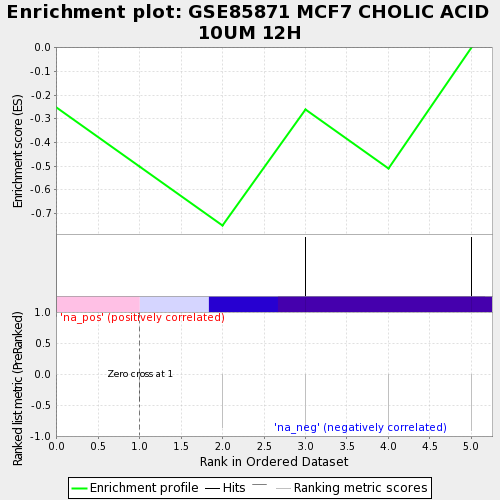 Enrichment plot: GSE85871 MCF7 CHOLIC ACID
10UM 12H
Enrichment score (ES)
0.0
-0.1
-0.2
-0.3
-0.4
-0.5
-0.6
-0.7
Ranked list metric (PreRanked)
1.0
0.5
0.0
-0.5
-1.0
'na_pos' (positively correlated)
Zero cross at 1
'na_neg' (negatively correlated)
0.0 0.5 1.0 1.5 2.0 2.5 3.0 3.5 4.0 4.5 5.0
Rank in Ordered Dataset
Enrichment profile Hits Ranking metric scores